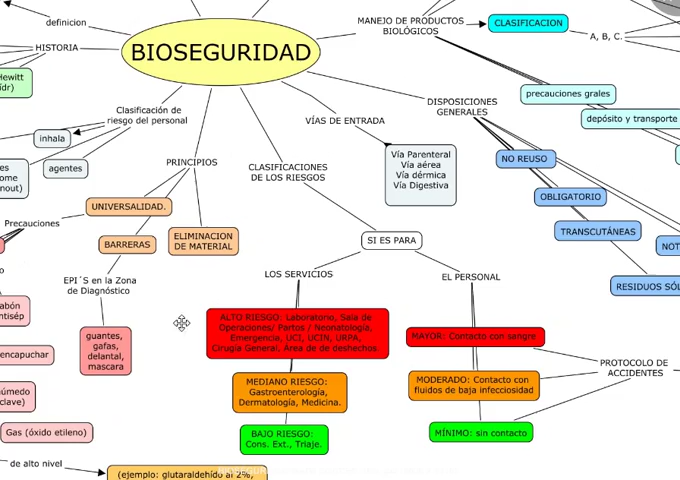 definicion
MANEJO DE PRODUCTOS
BIOLÓGICOS
CLASIFICACION
A, B, C.
HISTORIA
BIOSEGURIDAD
Hewitt
precauciones grales
depósito y transporte
DISPOSICIONES
GENERALES
Clasificación de
riesgo del personal
VÍAS DE ENTRADA
inhala
agentes
PRINCIPIOS
CLASIFICACIONES
DE LOS RIESGOS
Vía Parenteral
Vía aérea
Vía dérmica
Vía Digestiva
NO REUSO
OBLIGATORIO
TRANSCUTÁNEAS
NOT
RESIDUOS SÓL
UNIVERSALIDAD.
Precauciones
BARRERAS
ELIMINACION
DE MATERIAL
SI ES PARA
EPI´S en la Zona
de Diagnóstico
LOS SERVICIOS
EL PERSONAL
abón
ntisép
guantes,
gafas,
delantal,
mascara
ALTO RIESGO: Laboratorio, Sala de
Operaciones/ Partos / Neonatología,
Emergencia, UCI, UCIN, URPA,
Cirugía General. Área de de deshechos.
MAYOR: Contacto con sangre
encapuchar
PROTOCOLO DE
ACCIDENTES
MEDIANO RIESGO:
Gastroenterología,
Dermatología, Medicina.
MODERADO: Contacto con
fluidos de baja infecciosidad
úmedo
clave)
Gas (óxido etileno)
BAJO RIESGO:
Cons. Ext., Triaje.
MÍNIMO: sin contacto
de alto nivel
(ejemplo: glutaraldehído al 2%,